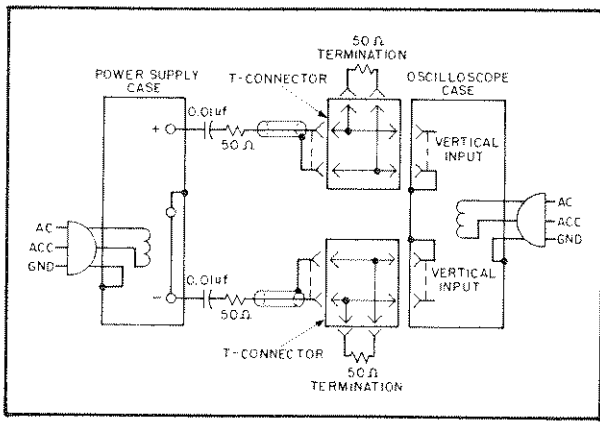 50 Ω
TERMINATION
T-CONNECTOR
POWER SUPPLY
CASE
OSCILLOSCOPE
CASE
0.01uf
+
50 Ω
VERTICAL
INPUT
AC
ACC
GND
AC
ACC
GND
0.01uf
−
50 Ω
VERTICAL
INPUT
T-CONNECTOR
50 Ω
TERMINATION